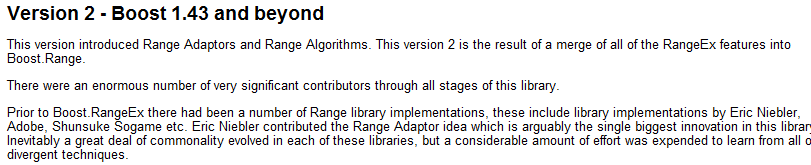 Version 2 - Boost 1.43 and beyond
This version introduced Range Adaptors and Range Algorithms. This version 2 is the result of a merge of all of the RangeEx features into
Boost.Range.
There were an enormous number of very significant contributors through all stages of this library.
Prior to Boost.RangeEx there had been a number of Range library implementations, these include library implementations by Eric Niebler,
Adobe, Shunsuke Sogame etc. Eric Niebler contributed the Range Adaptor idea which is arguably the single biggest innovation in this
Inevitably a great deal of commonality evolved in each of these libraries, but a considerable amount of effort was expended to learn from all
divergent techniques.